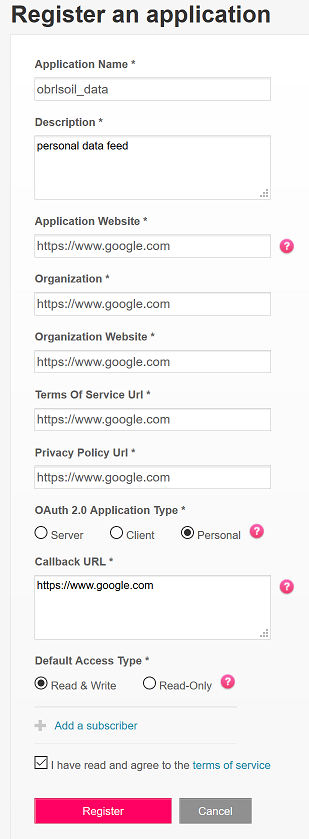 Register an application
Application Name *
obrlsoil_data
Description *
personal data feed
Application Website *
https://www.google.com
?
Organization *
https://www.google.com
Organization Website *
https://www.google.com
Terms Of Service Url *
https://www.google.com
Privacy Policy Url *
https://www.google.com
OAuth 2.0 Application Type *
Server Client Personal ?
Callback URL *
https://www.google.com
?
Default Access Type *
Read & Write Read-Only ?
Add a subscriber
I have read and agree to the terms of service
Register Cancel